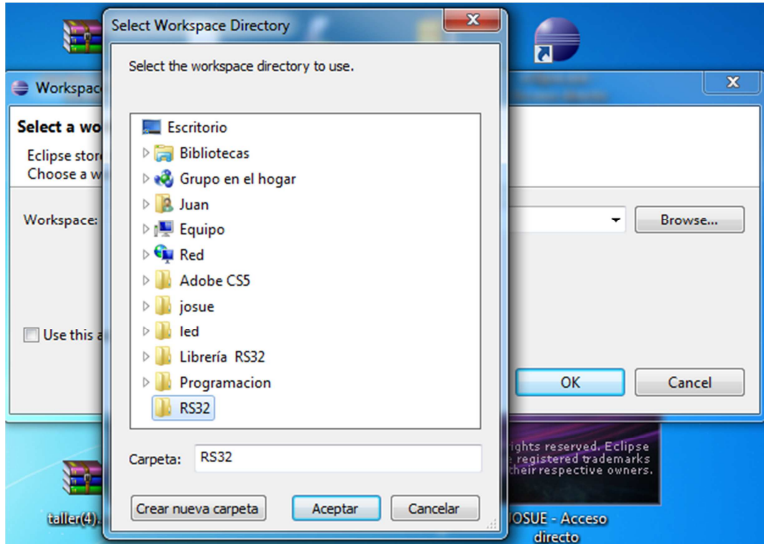 Select Workspace Directory
Select the workspace directory to use.
Escritorio
Bibliotecas
Grupo en el hogar
Juan
Equipo
Red
Adobe CS5
josue
led
Librería RS32
Programacion
RS32
Carpeta: RS32
Crear nueva carpeta Aceptar Cancelar
Workspac
Select a wo
Eclipse stor
Choose a w
Workspace: Browse...
Use this a
OK Cancel
ights reserved. Eclipse
registered trademarks
their respective owners.
taller(4).
JOSUE - Acceso
directo